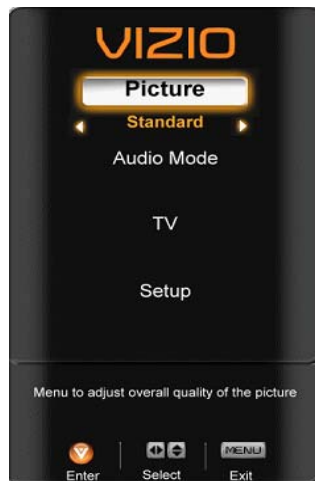 VIZIO
Picture
Standard
Audio Mode
TV
Setup
Menu to adjust overall quality of the picture
MENU
Enter Select Exit